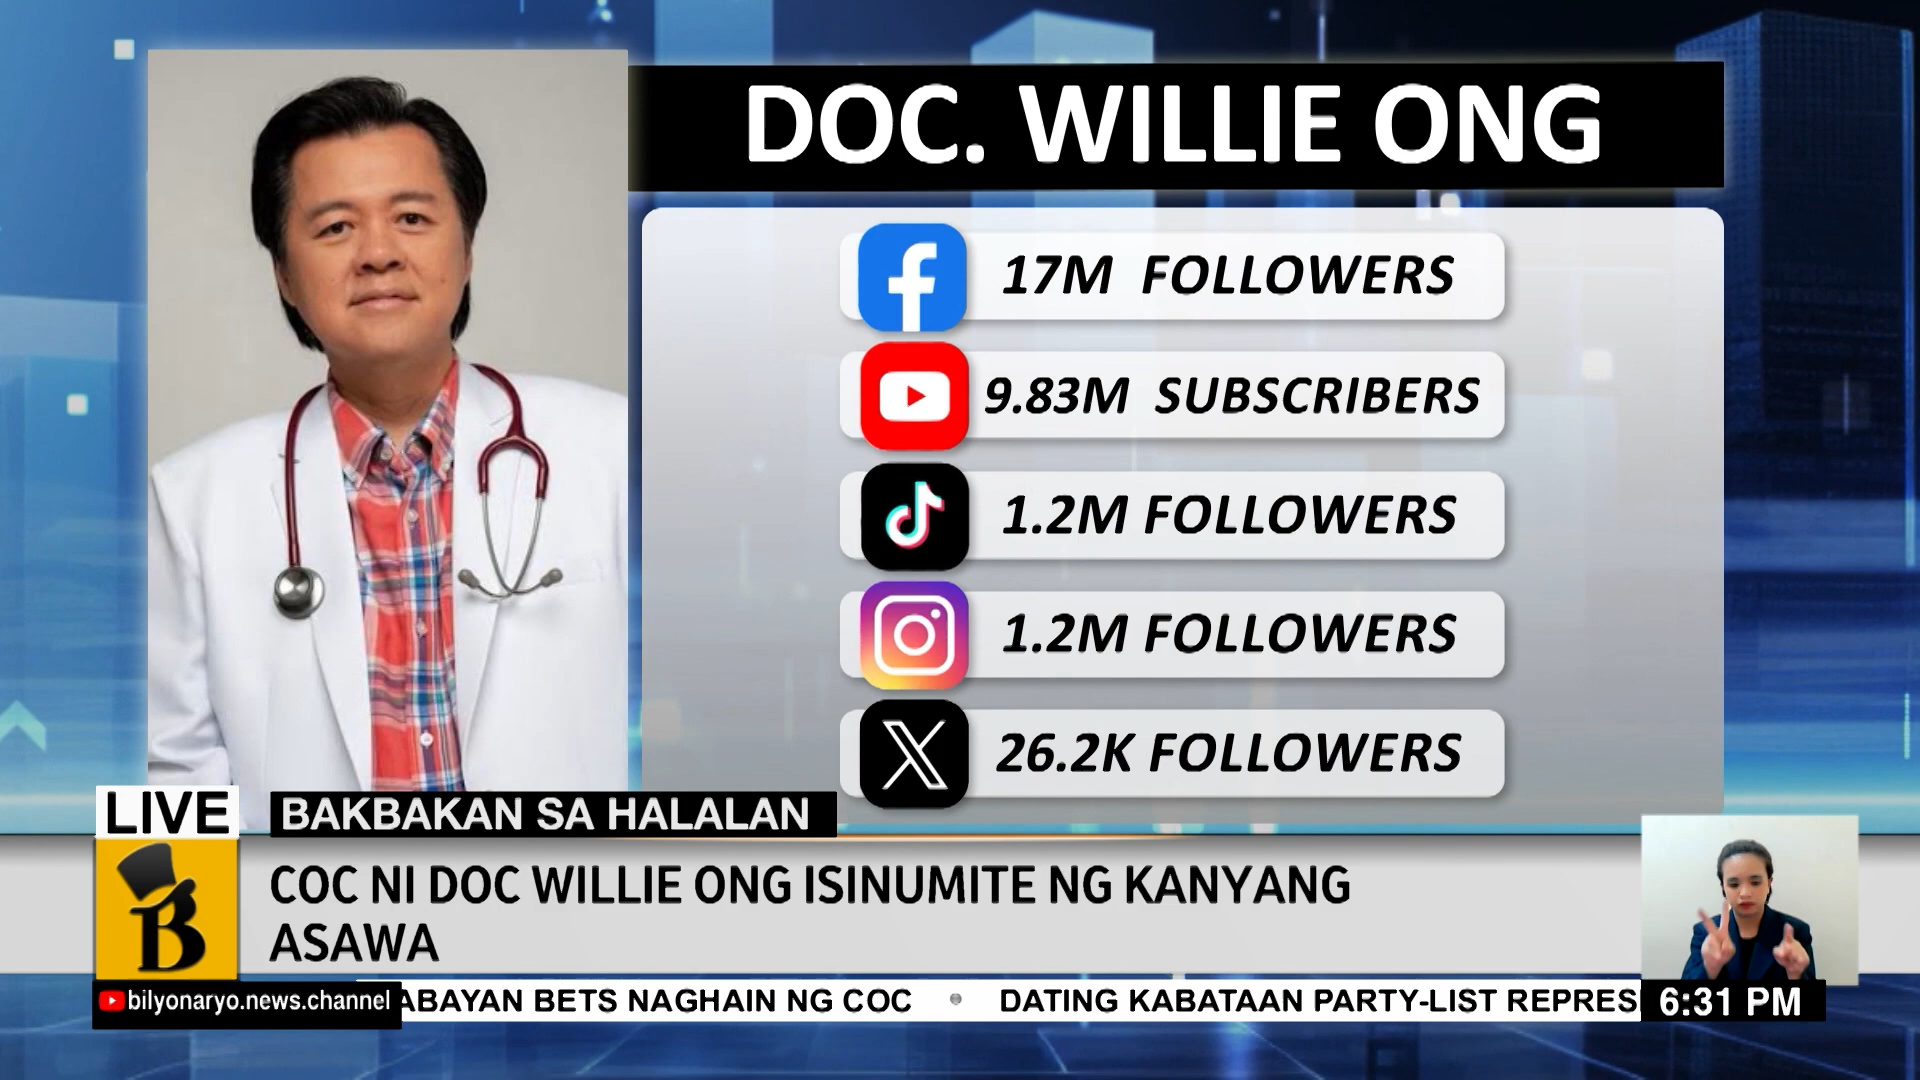 DOC. WILLIE ONG
17M FOLLOWERS
9.83M SUBSCRIBERS
1.2M FOLLOWERS
1.2M FOLLOWERS
26.2K FOLLOWERS
LIVE
BAKBAKAN SA HALALAN
B
COC NI DOC WILLIE ONG ISINUMITE NG KANYANG
ASAWA
bilyonaryo.news.channel
ABAYAN BETS NAGHAIN NG COC • DATING KABATAAN PARTY-LIST REPRES
6:31 PM